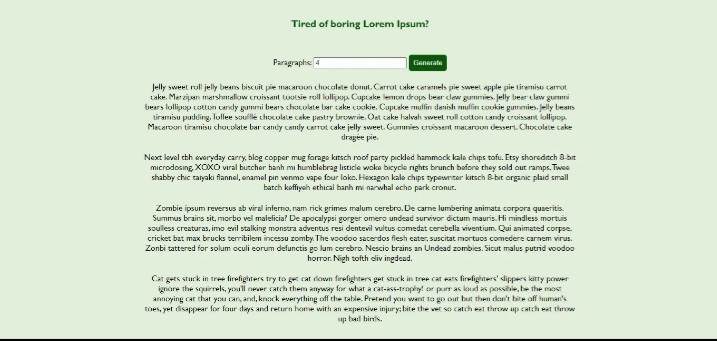 Tired of boring Lorem Ipsum?
Paragraphs: 4 Generate
Jelly sweet roll jelly beans biscuit pie macaroon chocolate donut. Carrot cake caramels pie sweet apple pie tiramisu carrot
cake. Marzipan marshmallow croissant tootsie roll lollipop. Cupcake lemon drops bear claw gummies. Jelly bear claw gummi
bears lollipop cotton candy gummi bears chocolate bar cake cookie. Cupcake muffin danish muffin cookie gummies. Jelly beans
tiramisu pudding. Toffee soufflé chocolate cake pastry brownie. Oat cake halvah sweet roll cotton candy croissant lollipop.
Macaroon tiramisu chocolate bar candy candy carrot cake jelly sweet. Gummies croissant macaroon dessert. Chocolate cake
dragée pie.
Next level tbh everyday carry, blog copper mug forage kitsch roof party pickled hammock kale chips tofu. Etsy shoreditch 8-bit
microdosing, XOXO viral butcher banh mi humblebrag listicle woke bicycle rights brunch before they sold out ramps. Twee
shabby chic taiyaki flannel, enamel pin venmo vape four loko. Hexagon kale chips typewriter kitsch 8-bit organic plaid small
batch keffiyeh ethical banh mi narwhal echo park cronut.
Zombie ipsum reversus ab viral inferno, nam rick grimes malum cerebro. De carne lumbering animata corpora quaeritis.
Summus brains sit, morbo vel maleficia? De apocalypsi gorger omero undead survivor dictum mauris. Hi mindless mortuis
soulless creaturas, imo evil stalking monstra adventus resi dentevil vultus comedat cerebella viventium. Qui animated corpse,
cricket bat max brucks terribilem incessu zomby. The voodoo sacerdos flesh eater, suscitat mortuos comedere carnem virus.
Zonbi tattered for solum oculi eorum defunctis go lum cerebro. Nescio brains an Undead zombies. Sicut malus putrid voodoo
horror. Nigh tofth eliv ingdead.
Cat gets stuck in tree firefighters try to get cat down firefighters get stuck in tree cat eats firefighters' slippers kitty power
ignore the squirrels, you'll never catch them anyway for what a cat-ass-trophy! or purr as loud as possible, be the most
annoying cat that you can, and, knock everything off the table. Pretend you want to go out but then don't bite off human's
toes, yet disappear for four days and return home with an expensive injury; bite the vet so catch eat throw up catch eat throw
up bad birds.